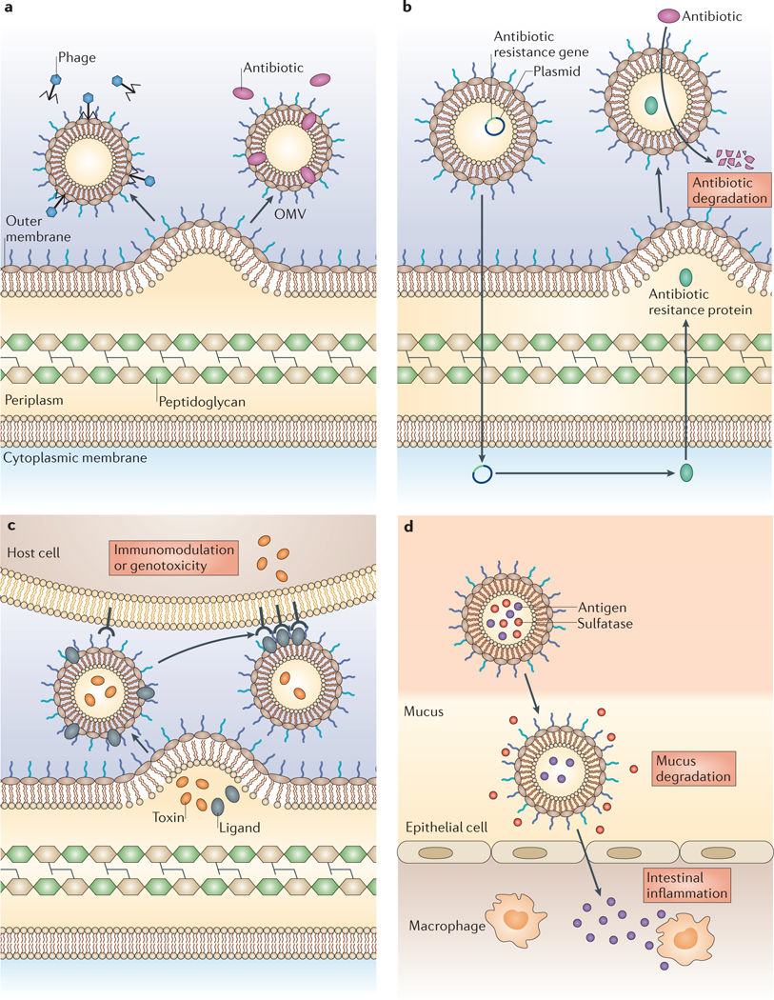 a
Phage
Antibiotic
Outer
membrane
OMV
Periplasm
Peptidoglycan
Cytoplasmic membrane
b
Antibiotic
Antibiotic
resistance gene
Plasmid
Antibiotic
degradation
Antibiotic
resitance protein
c
Host cell
Immunomodulation
or genotoxicity
Toxin
Ligand
d
Antigen
Sulfatase
Mucus
Mucus
degradation
Epithelial cell
Intestinal
inflammation
Macrophage